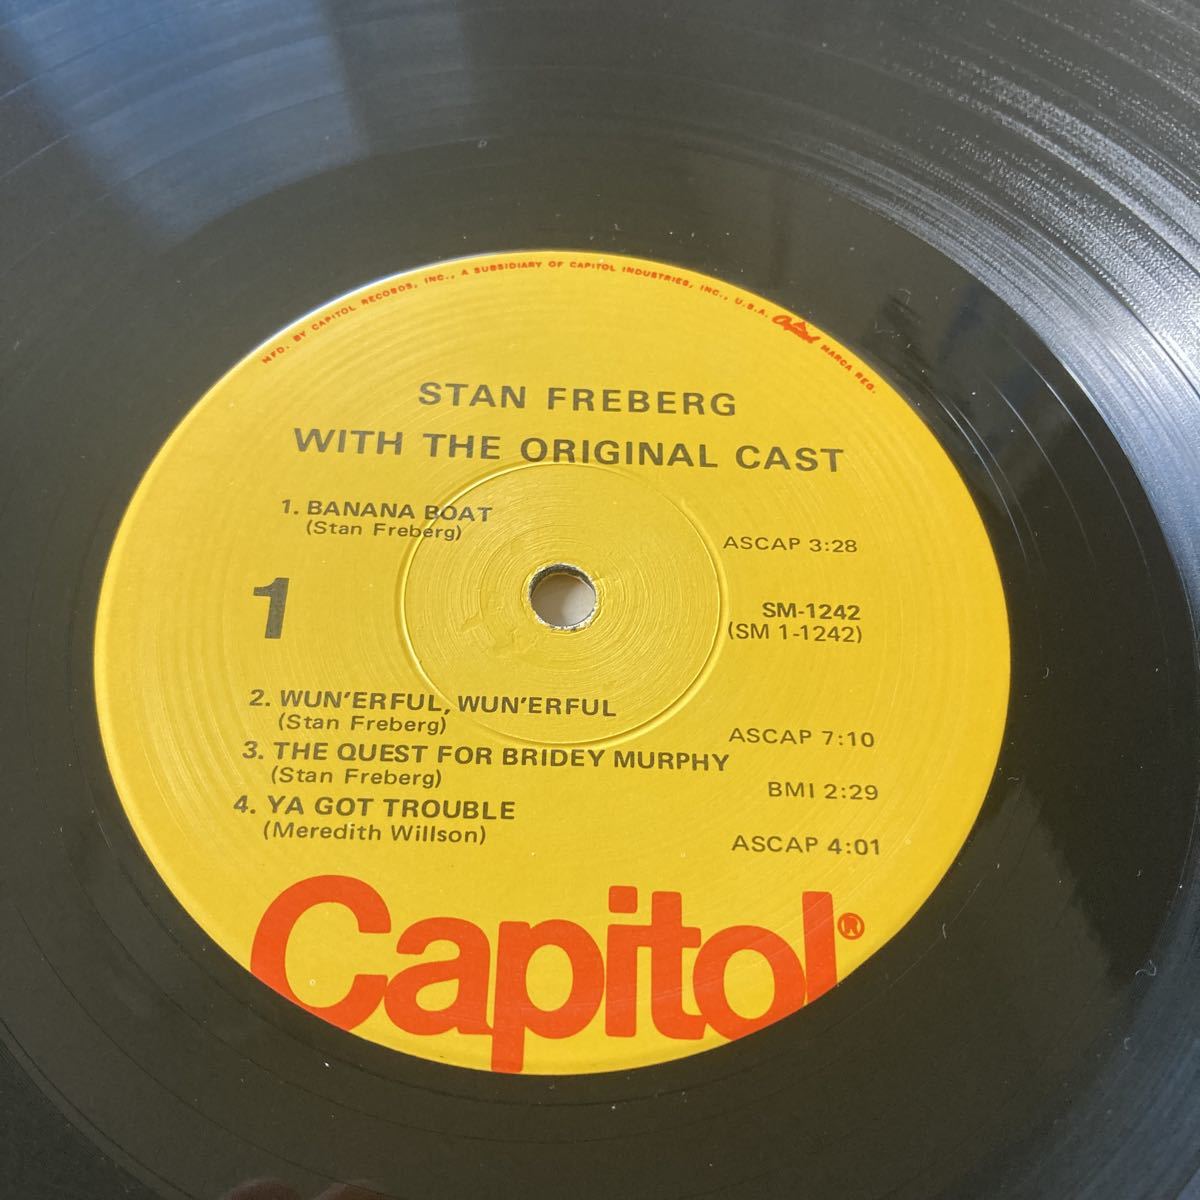 MFD. BY CAPITOL RECORDS, INC., A SUBSIDIARY OF CAPITOL INDUSTRIES, INC., U.S.A. Capitol MARCA REG.
STAN FREBERG
WITH THE ORIGINAL CAST
1. BANANA BOAT
(Stan Freberg)
ASCAP 3:28
1
SM-1242
(SM 1-1242)
2. WUN'ERFUL, WUN'ERFUL
(Stan Freberg)
ASCAP 7:10
3. THE QUEST FOR BRIDEY MURPHY
(Stan Freberg)
BMI 2:29
4. YA GOT TROUBLE
(Meredith Willson)
ASCAP 4:01
Capitol®